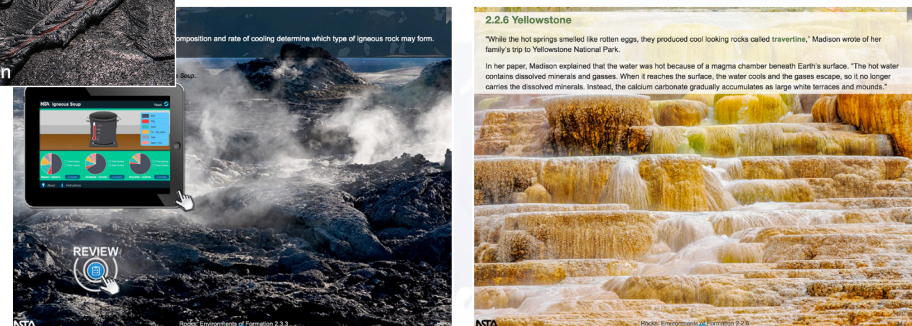 omposition and rate of cooling determine which type of igneous rock may form.
n
Soup.
NSTA Igneous Soup
REVIEW
NSTA
Rocks: Environments of Formation 2.3.3
2.2.6 Yellowstone
"While the hot springs smelled like rotten eggs, they produced cool looking rocks called travertine," Madison wrote of her
family's trip to Yellowstone National Park.
In her paper, Madison explained that the water was hot because of a magma chamber beneath Earth's surface. "The hot water
contains dissolved minerals and gasses. When it reaches the surface, the water cools and the gases escape, so it no longer
carries the dissolved minerals. Instead, the calcium carbonate gradually accumulates as large white terraces and mounds."
NSTA
Rocks: Environments of Formation 2.2.6